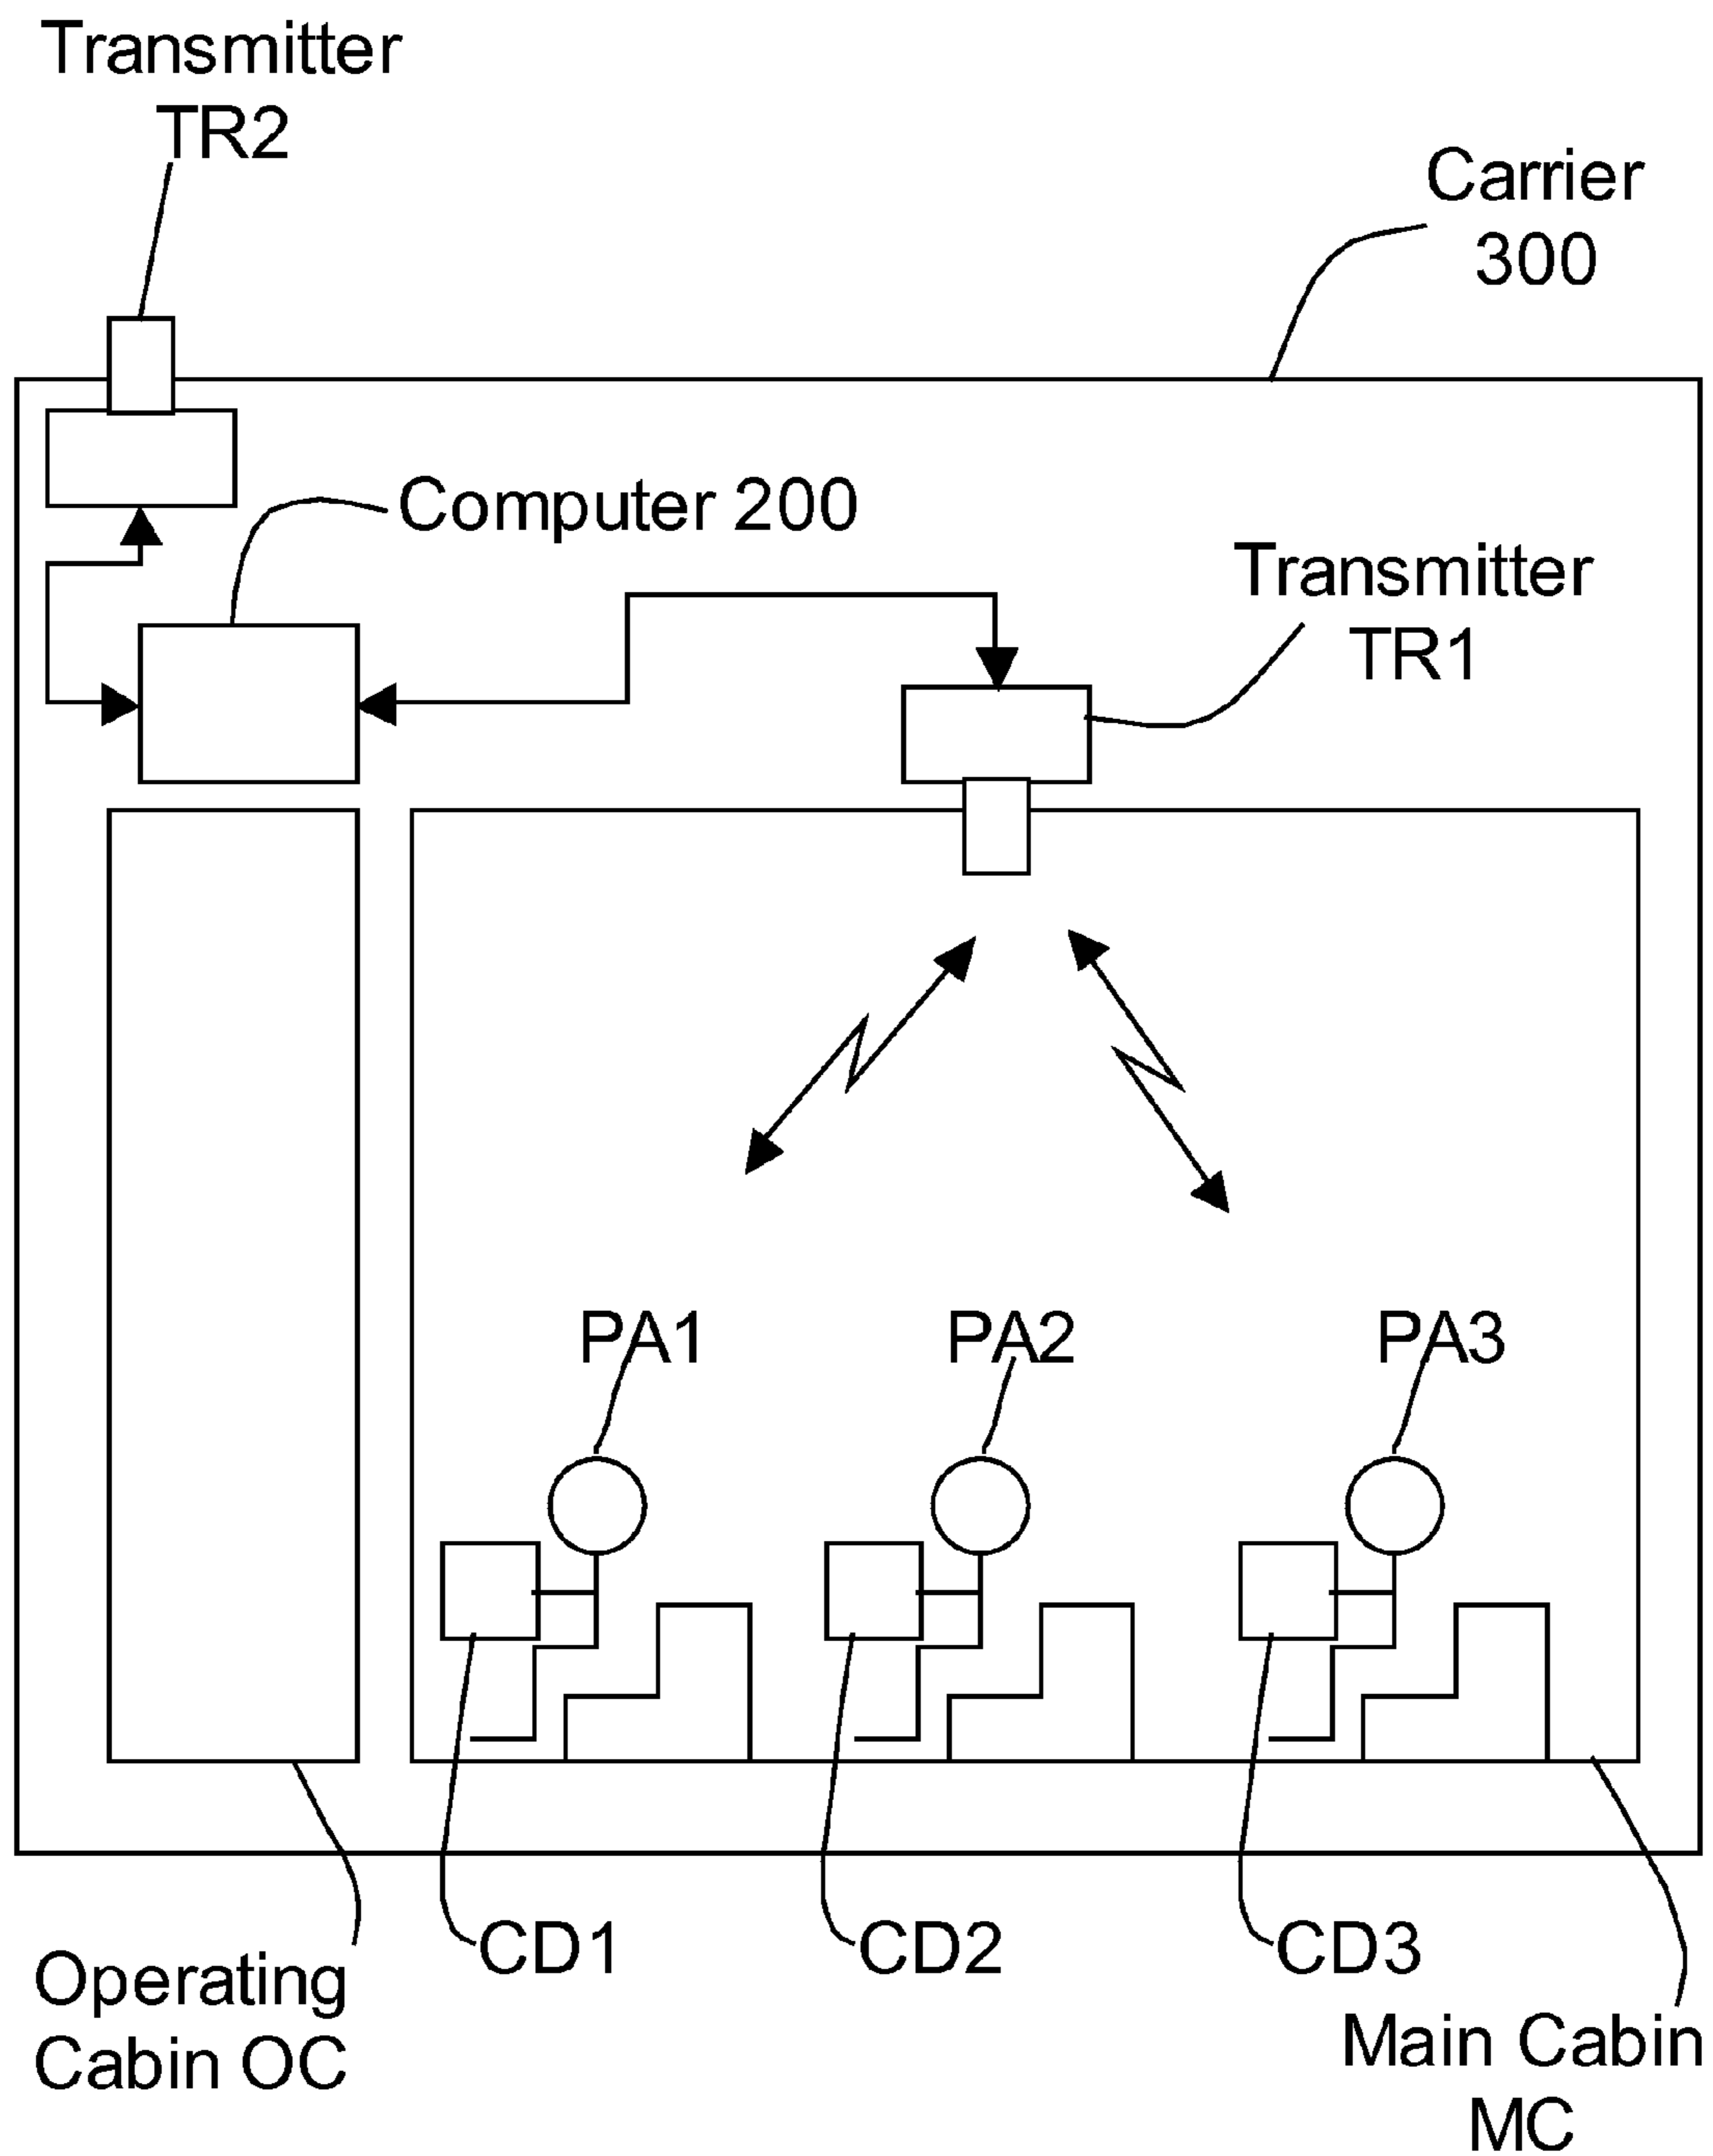 Transmitter
TR2
Carrier
300
Computer 200
Transmitter
TR1
PA1
PA2
PA3
CD1
CD2
CD3
Operating
Cabin OC
Main Cabin
MC